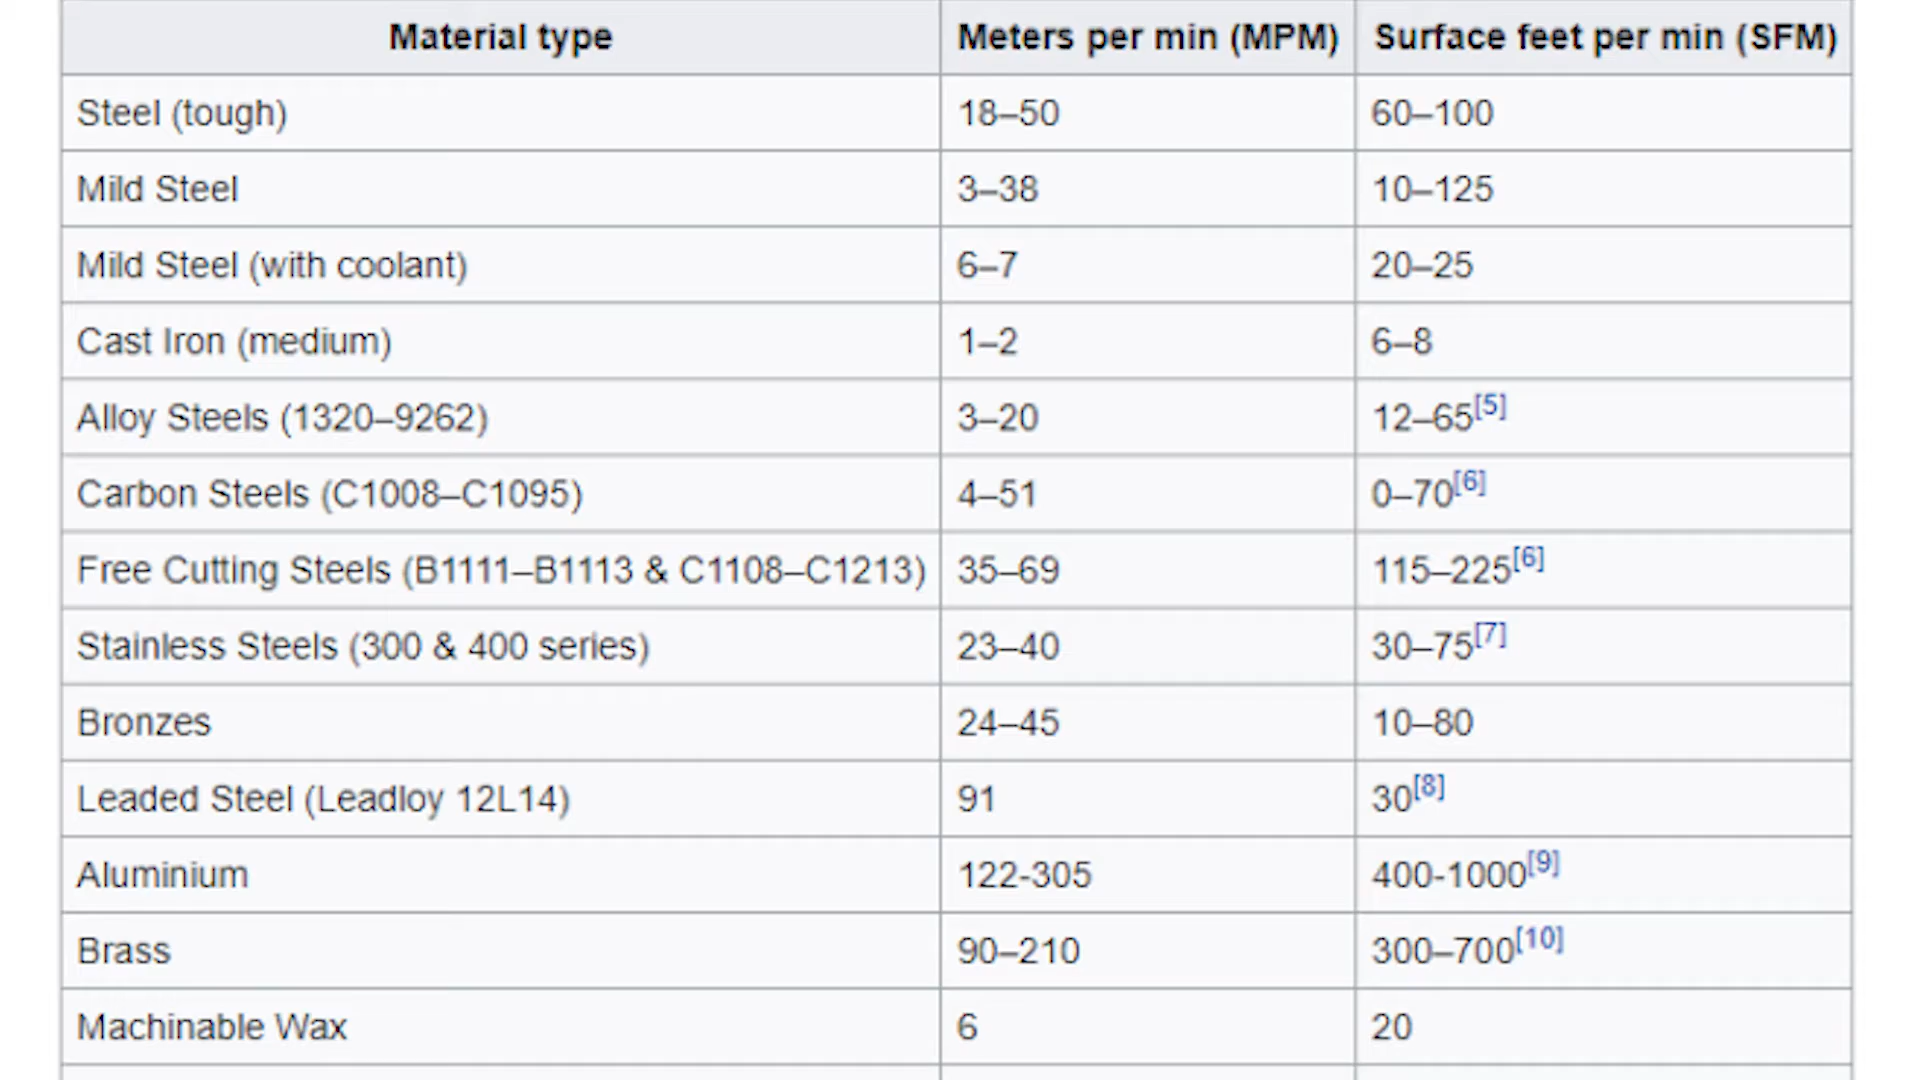 Material type Meters per min (MPM) Surface feet per min (SFM)
Steel (tough) 18–50 60–100
Mild Steel 3–38 10–125
Mild Steel (with coolant) 6–7 20–25
Cast Iron (medium) 1–2 6–8
Alloy Steels (1320–9262) 3–20 12–65[5]
Carbon Steels (C1008–C1095) 4–51 0–70[6]
Free Cutting Steels (B1111–B1113 & C1108–C1213) 35–69 115–225[6]
Stainless Steels (300 & 400 series) 23–40 30–75[7]
Bronzes 24–45 10–80
Leaded Steel (Leadloy 12L14) 91 30[8]
Aluminium 122-305 400-1000[9]
Brass 90–210 300–700[10]
Machinable Wax 6 20